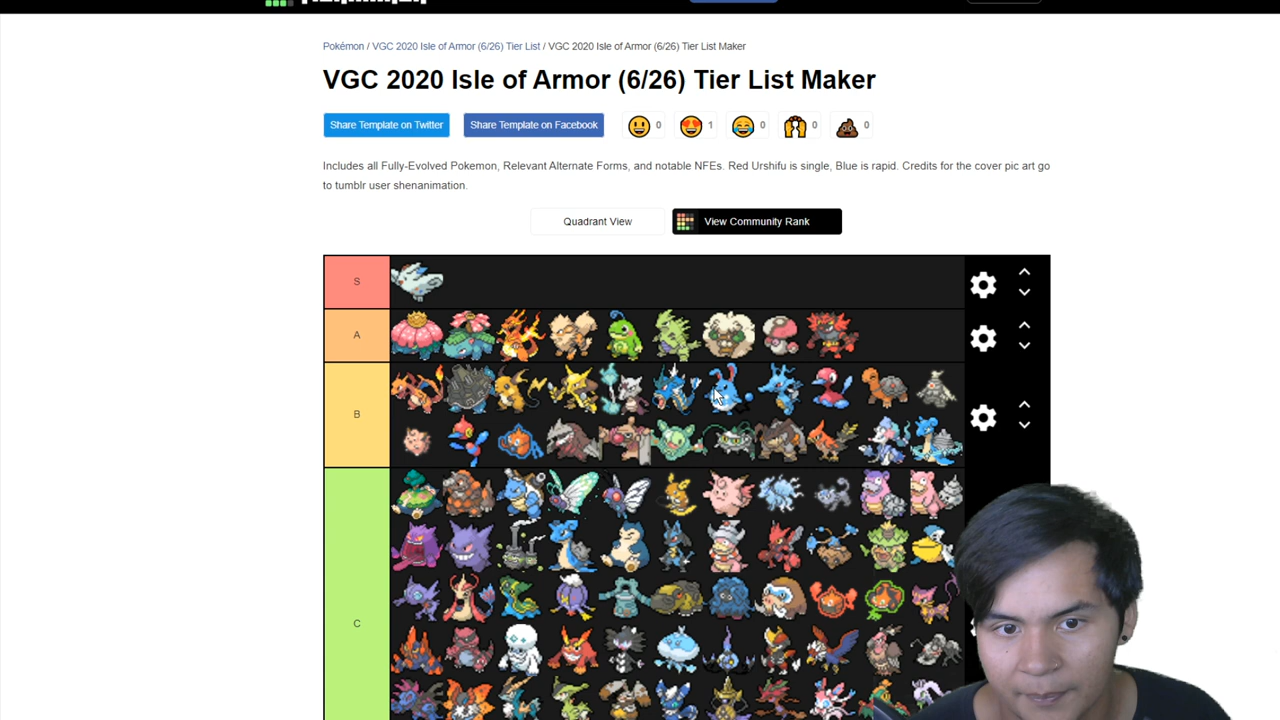 Pokémon / VGC 2020 Isle of Armor (6/26) Tier List / VGC 2020 Isle of Armor (6/26) Tier List Maker
VGC 2020 Isle of Armor (6/26) Tier List Maker
Share Template on Twitter
Share Template on Facebook
0
1
0
0
0
Includes all Fully-Evolved Pokemon, Relevant Alternate Forms, and notable NFEs. Red Urshifu is single, Blue is rapid. Credits for the cover pic art go
to tumblr user shenanimation.
Quadrant View
View Community Rank
S
A
B
C